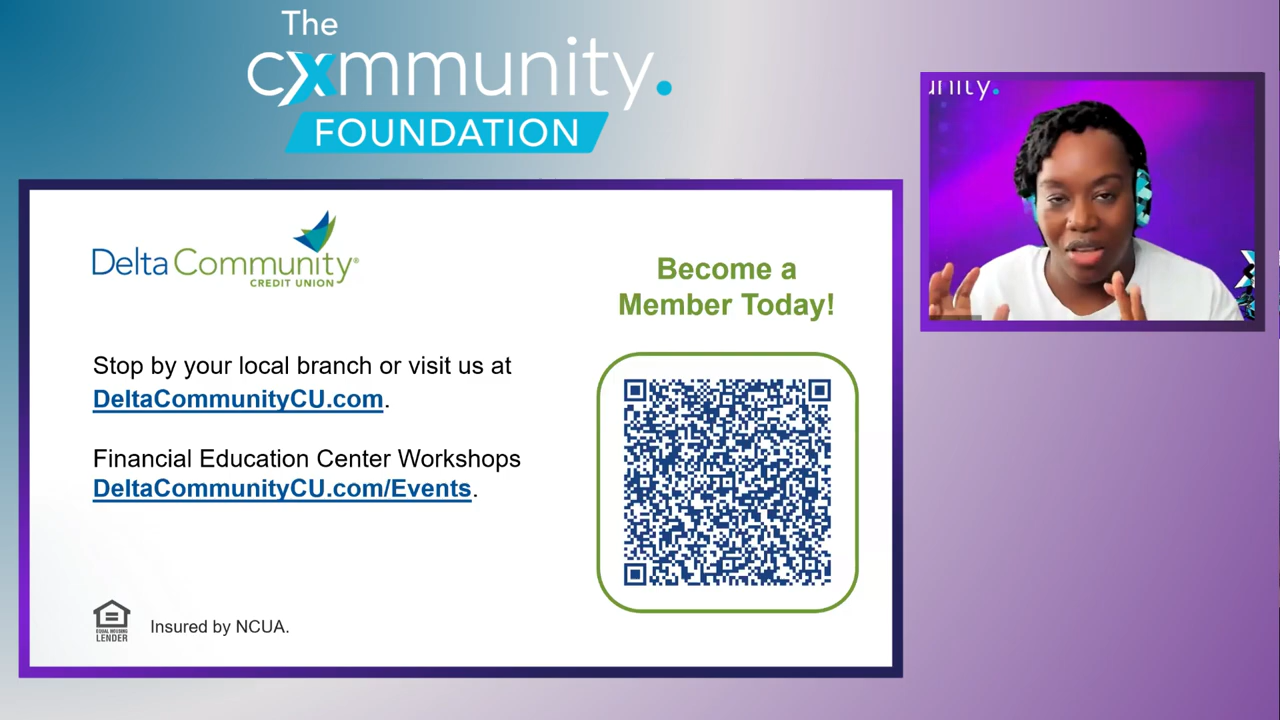 The
cxmmunity.
FOUNDATION
unity.
Delta Community®
CREDIT UNION
Become a
Member Today!
Stop by your local branch or visit us at
DeltaCommunityCU.com.
Financial Education Center Workshops
DeltaCommunityCU.com/Events.
EQUAL HOUSING
LENDER
Insured by NCUA.